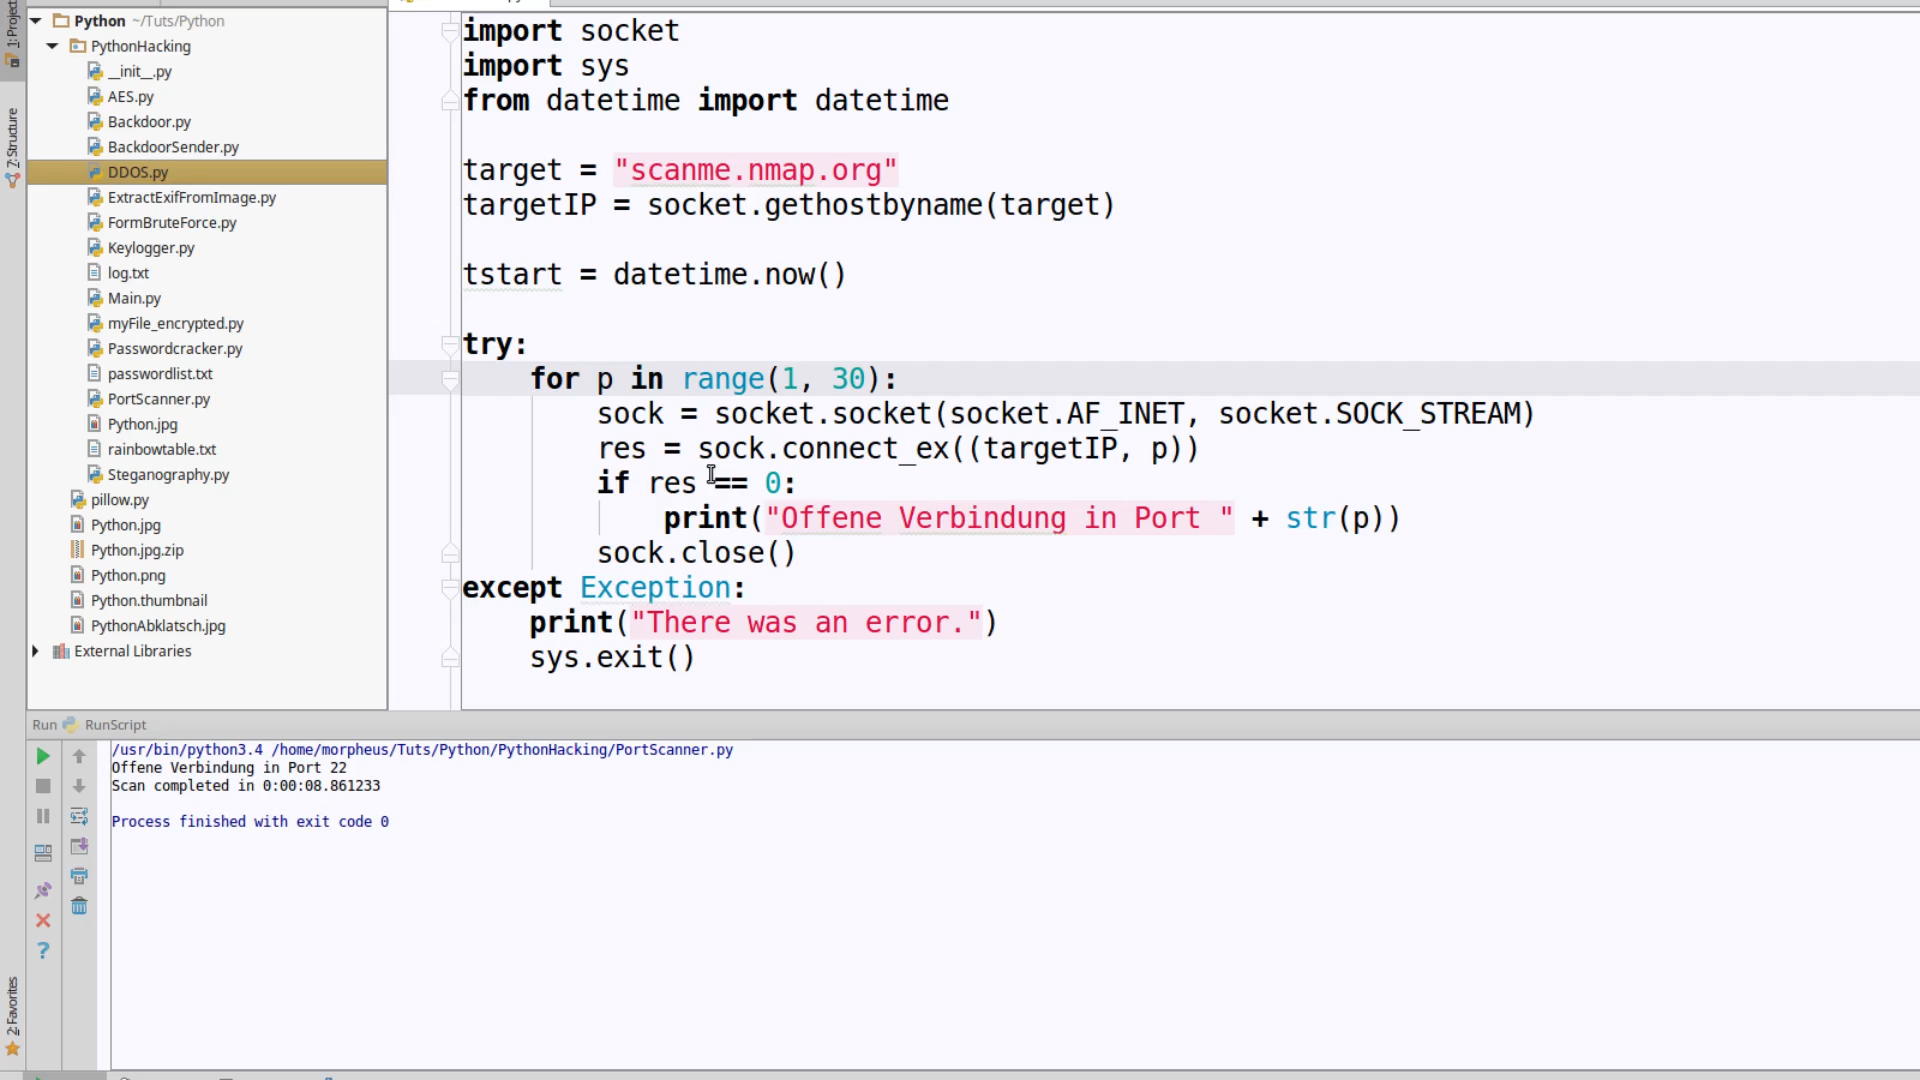 1: Project
Python ~/Tuts/Python
PythonHacking
__init__.py
AES.py
Backdoor.py
BackdoorSender.py
DDOS.py
ExtractExifFromImage.py
FormBruteForce.py
Keylogger.py
log.txt
Main.py
myFile_encrypted.py
Passwordcracker.py
passwordlist.txt
PortScanner.py
Python.jpg
rainbowtable.txt
Steganography.py
pillow.py
Python.jpg
Python.jpg.zip
Python.png
Python.thumbnail
PythonAbklatsch.jpg
External Libraries
7: Structure
2: Favorites
import socket
import sys
from datetime import datetime
target = "scanme.nmap.org"
targetIP = socket.gethostbyname(target)
tstart = datetime.now()
try:
for p in range(1, 30):
sock = socket.socket(socket.AF_INET, socket.SOCK_STREAM)
res = sock.connect_ex((targetIP, p))
if res == 0:
print("Offene Verbindung in Port " + str(p))
sock.close()
except Exception:
print("There was an error.")
sys.exit()
Run RunScript
/usr/bin/python3.4 /home/morpheus/Tuts/Python/PythonHacking/PortScanner.py
Offene Verbindung in Port 22
Scan completed in 0:00:08.861233
Process finished with exit code 0